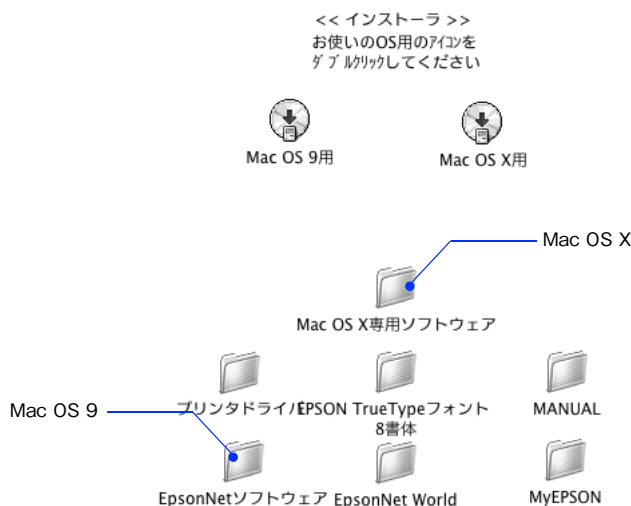 << インストーラ >>
お使いのOS用のｱｲｺﾝを
ﾀﾞﾌﾞﾙｸﾘｯｸしてください
Mac OS 9用
Mac OS X用
Mac OS X
Mac OS X専用ソフトウェア
Mac OS 9
プリンタドライバ
EPSON TrueTypeフォント
8書体
MANUAL
EpsonNetソフトウェア
EpsonNet World
MyEPSON